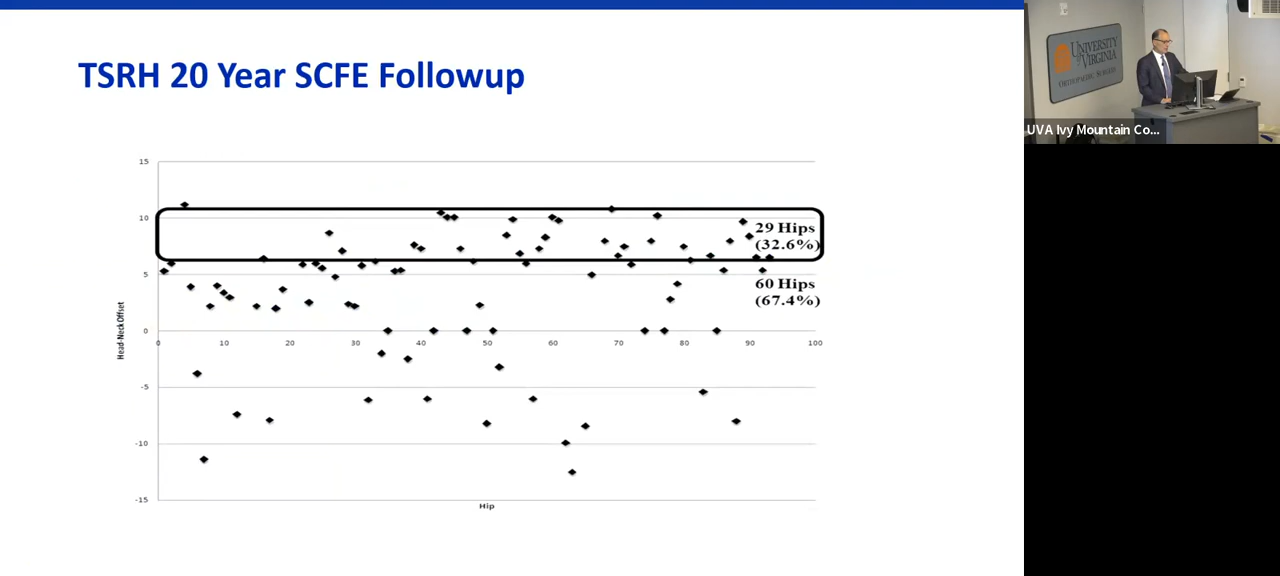 TSRH 20 Year SCFE Followup
15
10
5
0
-5
-10
-15
Head-Neck Offset
0 10 20 30 40 50 60 70 80 90 100
Hip
29 Hips
(32.6%)
60 Hips
(67.4%)
UNIVERSITY
of VIRGINIA
ORTHOPAEDIC SURGERY
UVA Ivy Mountain Co...